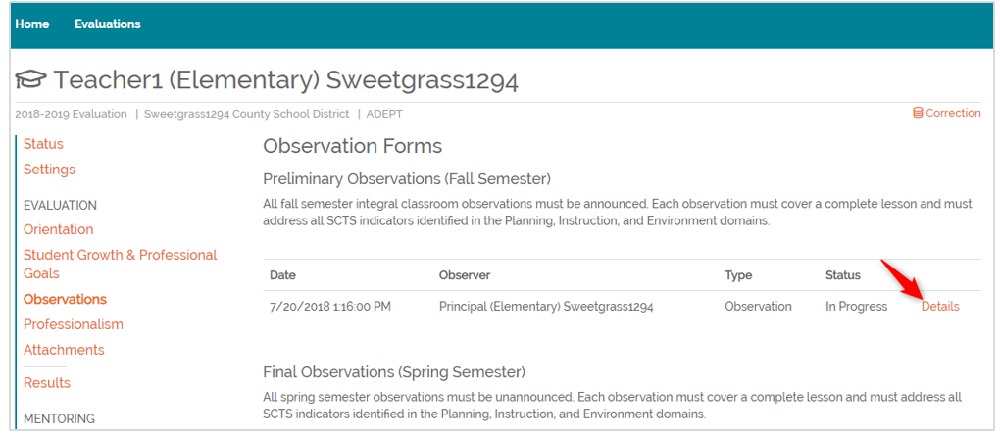 Home Evaluations
Teacher1 (Elementary) Sweetgrass1294
2018-2019 Evaluation | Sweetgrass1294 County School District | ADEPT
Correction
Status
Settings
EVALUATION
Orientation
Student Growth & Professional
Goals
Observations
Professionalism
Attachments
Results
MENTORING
Observation Forms
Preliminary Observations (Fall Semester)
All fall semester integral classroom observations must be announced. Each observation must cover a complete lesson and must
address all SCTS indicators identified in the Planning, Instruction, and Environment domains.
Date Observer Type Status
7/20/2018 1:16:00 PM Principal (Elementary) Sweetgrass1294 Observation In Progress Details
Final Observations (Spring Semester)
All spring semester observations must be unannounced. Each observation must cover a complete lesson and must address all
SCTS indicators identified in the Planning, Instruction, and Environment domains.